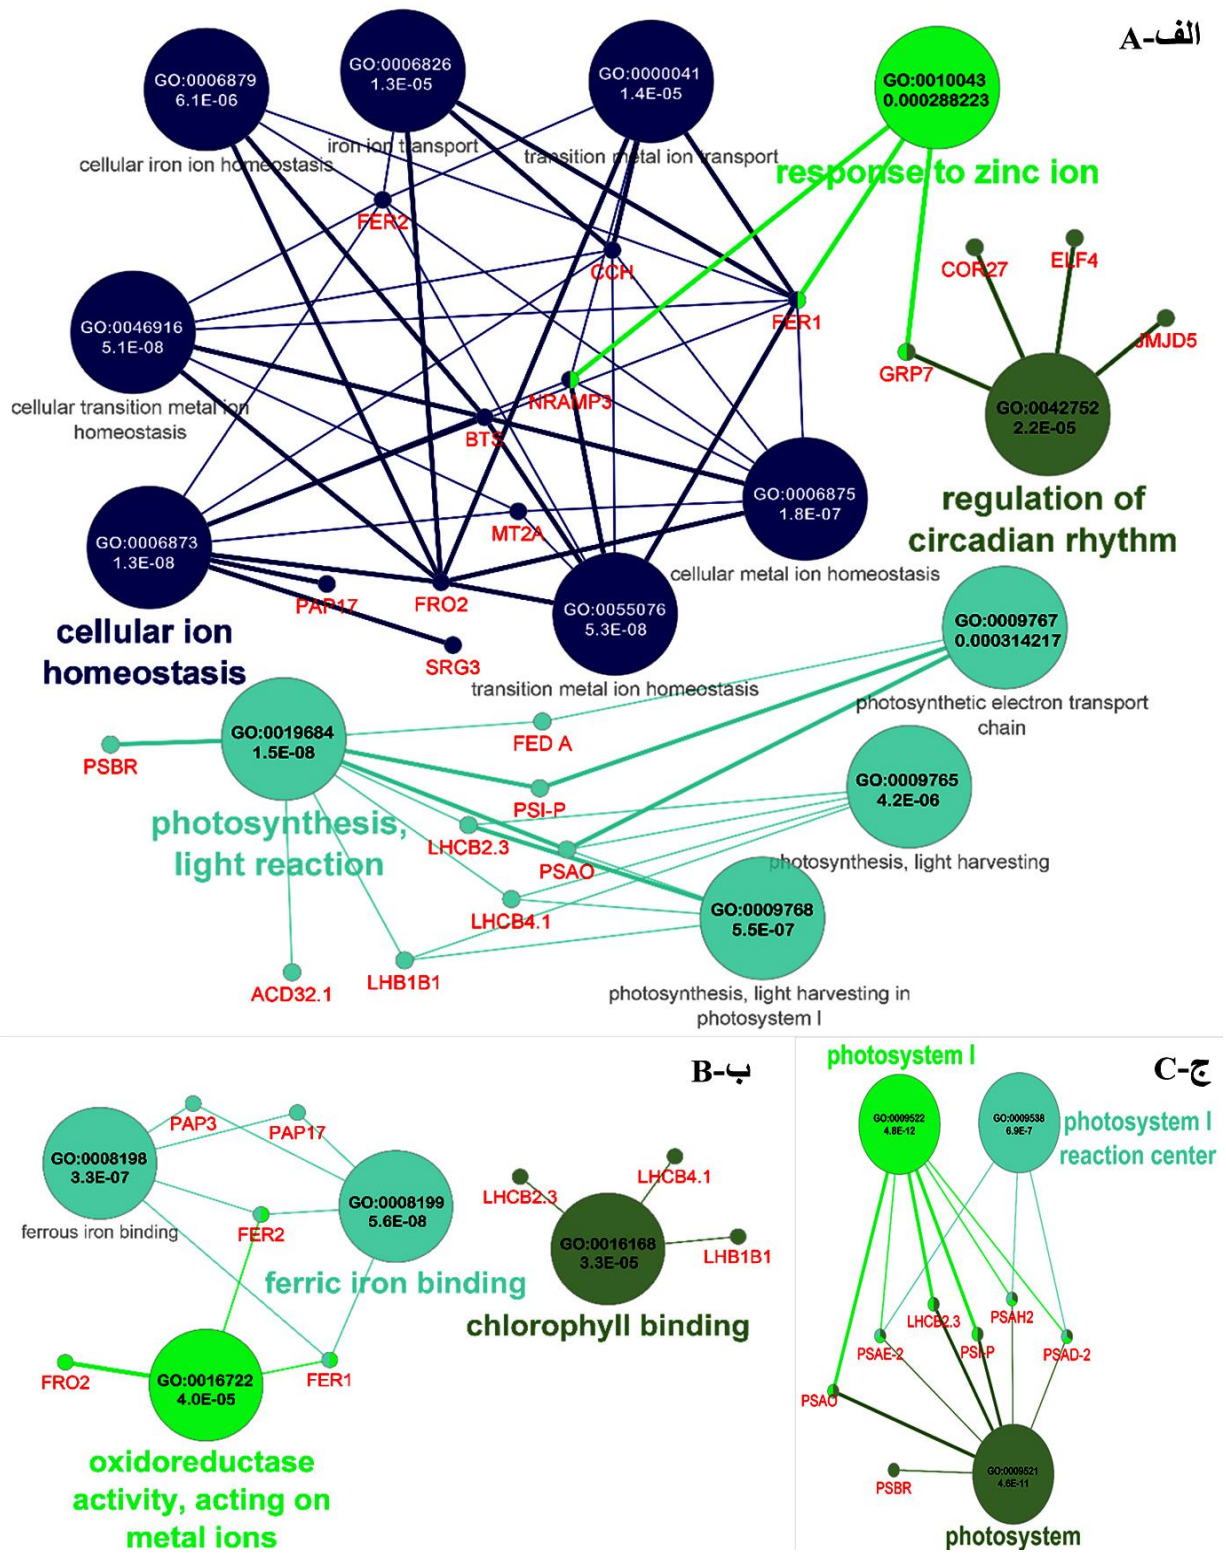 A-الف
GO:0006879
6.1E-06
cellular iron ion homeostasis
GO:0006826
1.3E-05
iron ion transport
GO:0000041
1.4E-05
transition metal ion transport
GO:0010043
0.000288223
response to zinc ion
FER2
CCH
FER1
COR27
ELF4
JMJD5
GRP7
GO:0042752
2.2E-05
regulation of
circadian rhythm
GO:0046916
5.1E-08
cellular transition metal ion
homeostasis
NRAMP3
BTS
MT2A
GO:0006875
1.8E-07
cellular metal ion homeostasis
GO:0006873
1.3E-08
cellular ion
homeostasis
PAP17
FRO2
SRG3
GO:0055076
5.3E-08
transition metal ion homeostasis
GO:0009767
0.000314217
photosynthetic electron transport
chain
GO:0019684
1.5E-08
photosynthesis,
light reaction
PSBR
FED A
PSI-P
LHCB2.3
PSAO
LHCB4.1
LHB1B1
ACD32.1
GO:0009765
4.2E-06
photosynthesis, light harvesting
GO:0009768
5.5E-07
photosynthesis, light harvesting in
photosystem I
B-ب
PAP3
PAP17
GO:0008198
3.3E-07
ferrous iron binding
GO:0008199
5.6E-08
ferric iron binding
FER2
FER1
FRO2
GO:0016722
4.0E-05
oxidoreductase
activity, acting on
metal ions
LHCB2.3
LHCB4.1
LHB1B1
GO:0016168
3.3E-05
chlorophyll binding
C-ج
photosystem I
GO:0009522
4.8E-12
GO:0009538
6.9E-7
photosystem I
reaction center
LHCB2.3
PSAH2
PSAE-2
PSI-P
PSAD-2
PSAO
PSBR
GO:0009521
4.6E-11
photosystem